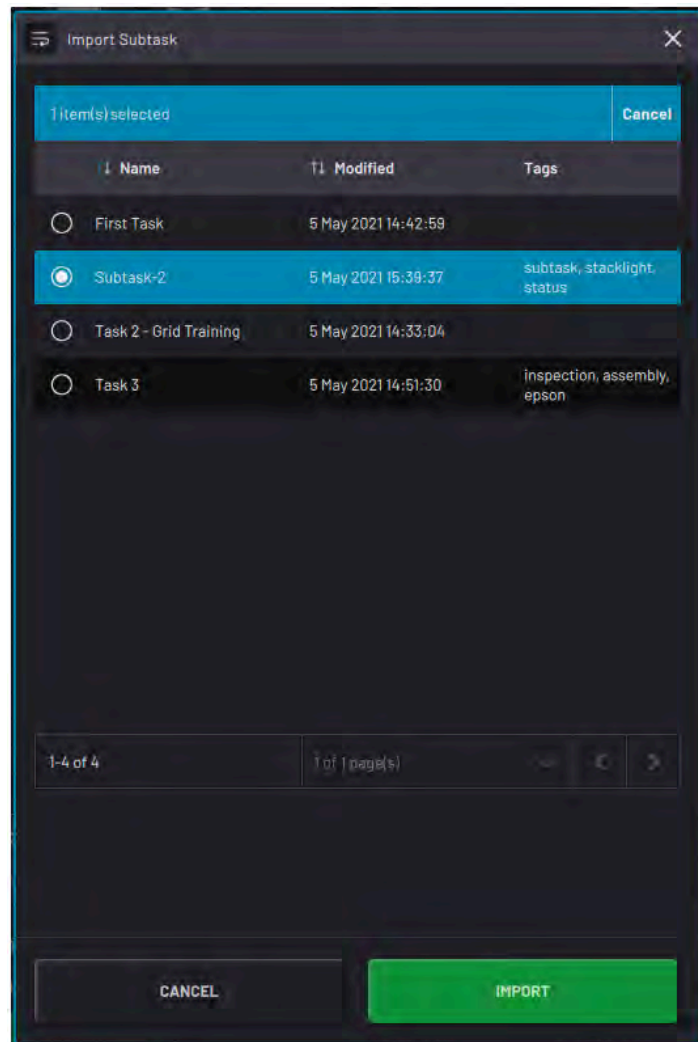 Import Subtask
1 item(s) selected Cancel
Name Modified Tags
First Task 5 May 2021 14:42:59
Subtask-2 5 May 2021 15:39:37 subtask, stacklight,
status
Task 2 - Grid Training 5 May 2021 14:33:04
Task 3 5 May 2021 14:51:30 inspection, assembly,
epson
1-4 of 4 1 of 1 page(s)
CANCEL IMPORT